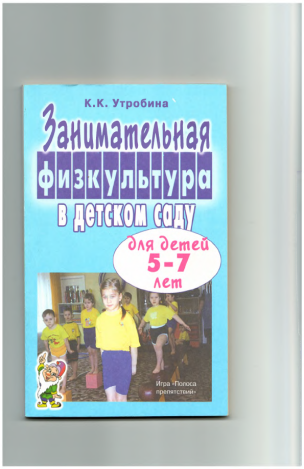 К.К. Утробина
Занимательная
физкультура
в детском саду
для детей
5-7
лет
Игра «Полоса
препятствий»